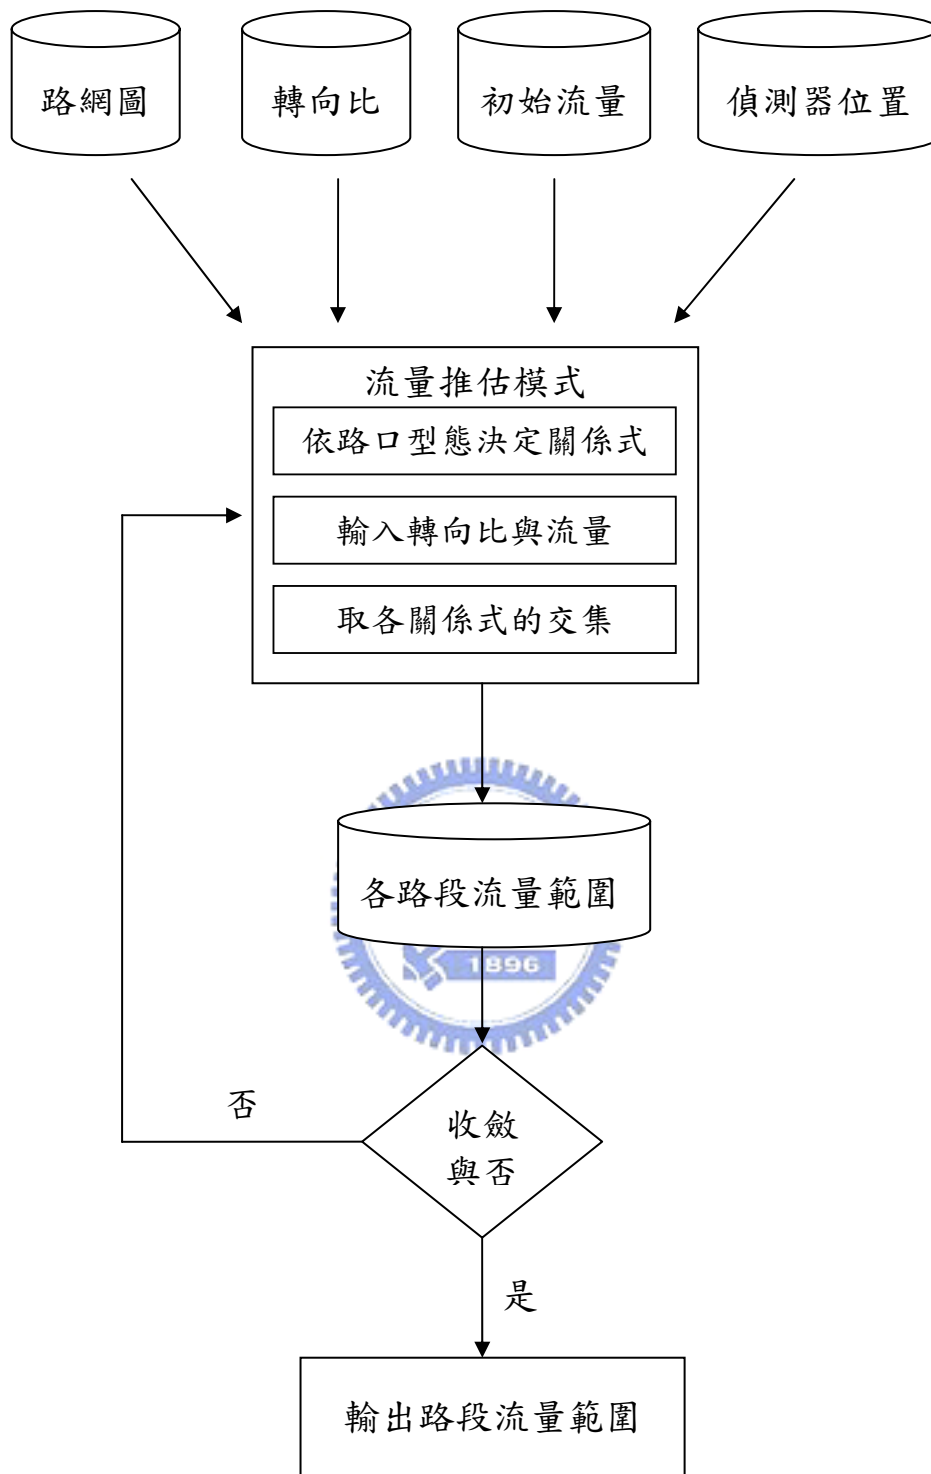 路網圖
轉向比
初始流量
偵測器位置
流量推估模式
依路口型態決定關係式
輸入轉向比與流量
取各關係式的交集
各路段流量範圍
1896
否
收斂
與否
是
輸出路段流量範圍